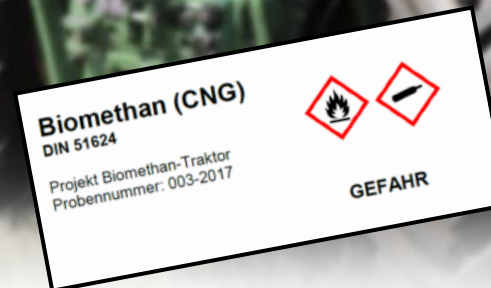 Biomethan (CNG)
DIN 51624
Projekt Biomethan-Traktor
Probennummer: 003-2017
GEFAHR